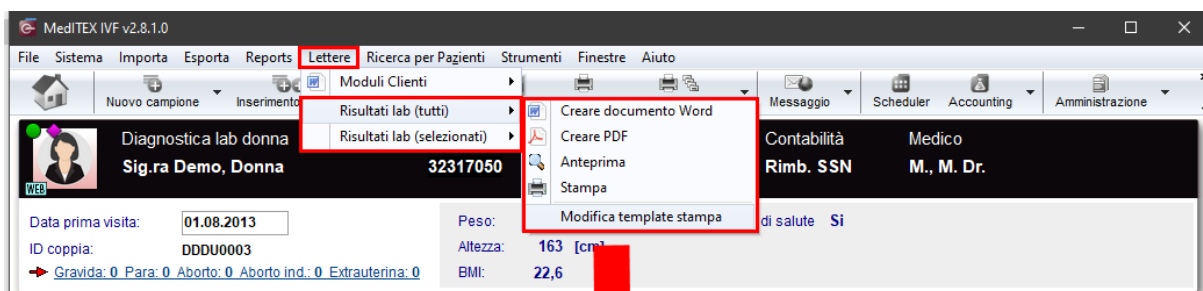 MedITEX IVF v2.8.1.0
File Sistema Importa Esporta Reports Lettere Ricerca per Pazienti Strumenti Finestre Aiuto
Nuovo campione Inserimento Messaggio Scheduler Accounting Amministrazione
Moduli Clienti
Risultati lab (tutti)
Risultati lab (selezionati)
Creare documento Word
Creare PDF
Anteprima
Stampa
Modifica template stampa
Diagnostica lab donna Contabilità Medico
Sig.ra Demo, Donna 32317050 Rimb. SSN M., M. Dr.
WEB
Data prima visita: 01.08.2013 Peso: di salute Si
ID coppia: DDDU0003 Altezza: 163 [cm]
Gravida: 0 Para: 0 Aborto: 0 Aborto ind.: 0 Extrauterina: 0 BMI: 22,6